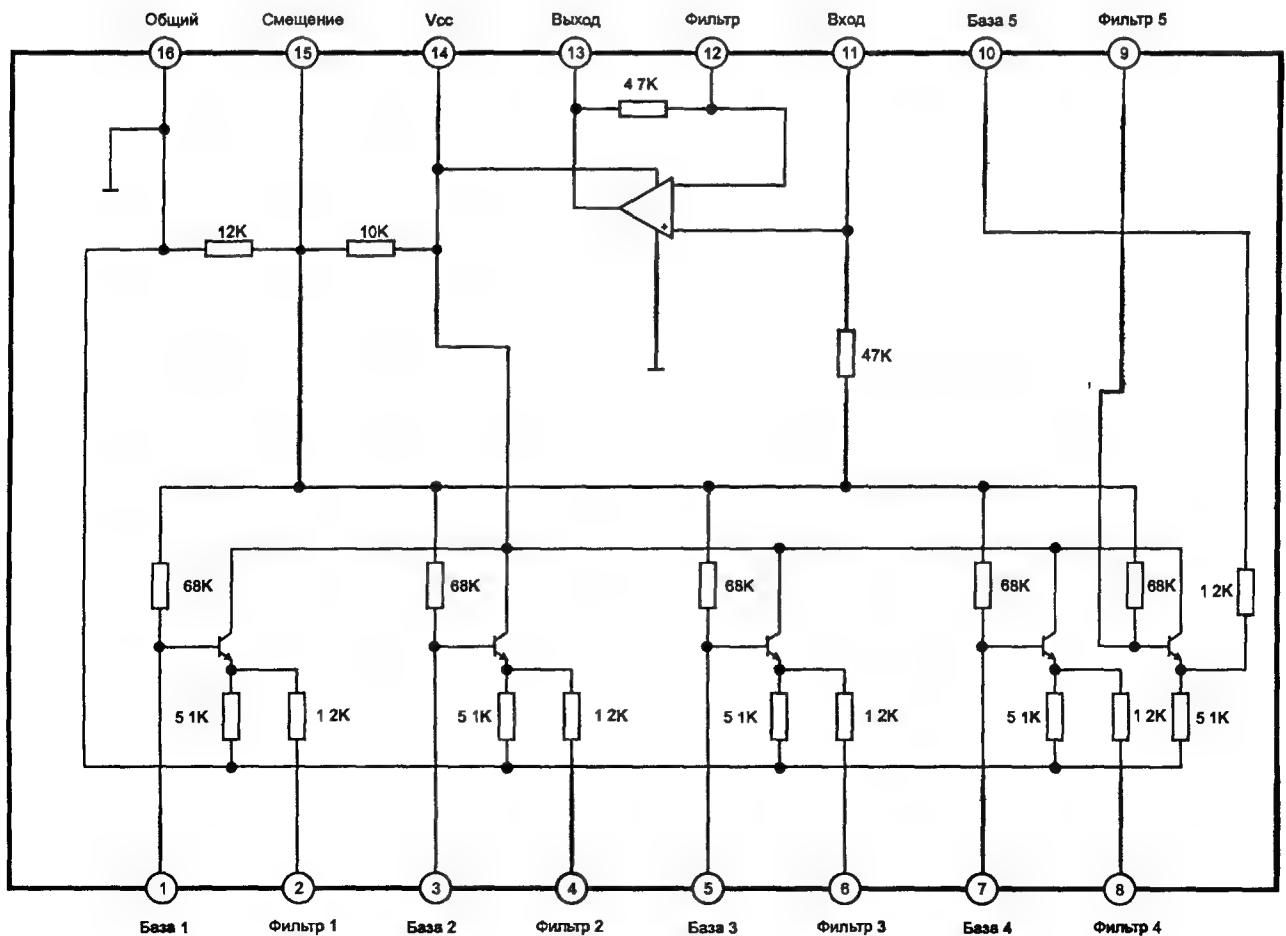 Общий Смещение Vcc Выход Фильтр Вход База 5 Фильтр 5
16 15 14 13 12 11 10 9
4 7K
12K 10K
47K
68K 68K 68K 68K 68K 1 2K
5 1K 1 2K 5 1K 1 2K 5 1K 1 2K 5 1K 1 2K 5 1K
1 2 3 4 5 6 7 8
База 1 Фильтр 1 База 2 Фильтр 2 База 3 Фильтр 3 База 4 Фильтр 4